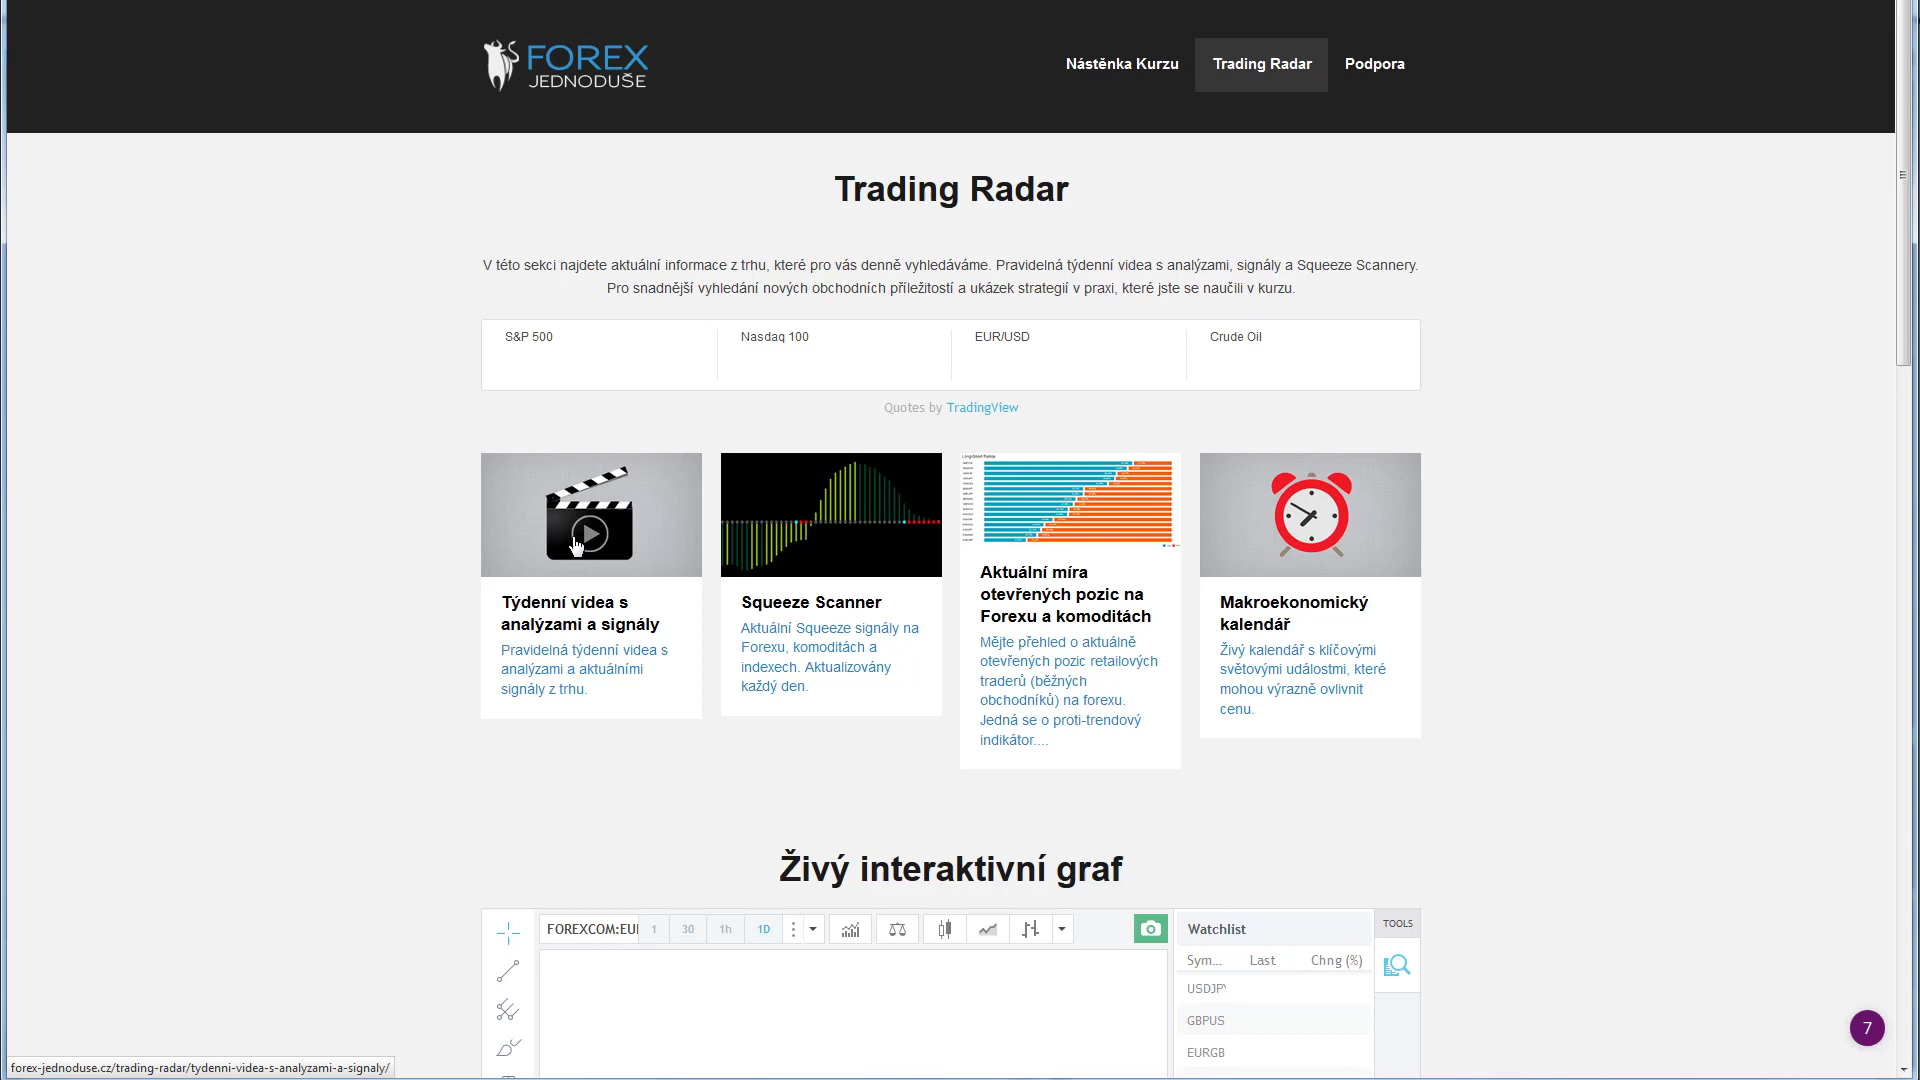 FOREX
JEDNODUŠE
Nástěnka Kurzu
Trading Radar
Podpora
Trading Radar
V této sekci najdete aktuální informace z trhu, které pro vás denně vyhledáváme. Pravidelná týdenní videa s analýzami, signály a Squeeze Scannery.
Pro snadnější vyhledání nových obchodních příležitostí a ukázek strategií v praxi, které jste se naučili v kurzu.
S&P 500
Nasdaq 100
EUR/USD
Crude Oil
Quotes by TradingView
Týdenní videa s
analýzami a signály
Pravidelná týdenní videa s
analýzami a aktuálními
signály z trhu.
Squeeze Scanner
Aktuální Squeeze signály na
Forexu, komoditách a
indexech. Aktualizovány
každý den.
Aktuální míra
otevřených pozic na
Forexu a komoditách
Mějte přehled o aktuálně
otevřených pozic retailových
traderů (běžných
obchodníků) na forexu.
Jedná se o proti-trendový
indikátor....
Makroekonomický
kalendář
Živý kalendář s klíčovými
světovými událostmi, které
mohou výrazně ovlivnit
cenu.
Živý interaktivní graf
FOREXCOM:EU
1
30
1h
1D
Watchlist
TOOLS
Sym...
Last
Chng (%)
USDJP
GBPUS
EURGB
7
forex-jednoduse.cz/trading-radar/tydenni-videa-s-analyzami-a-signaly/